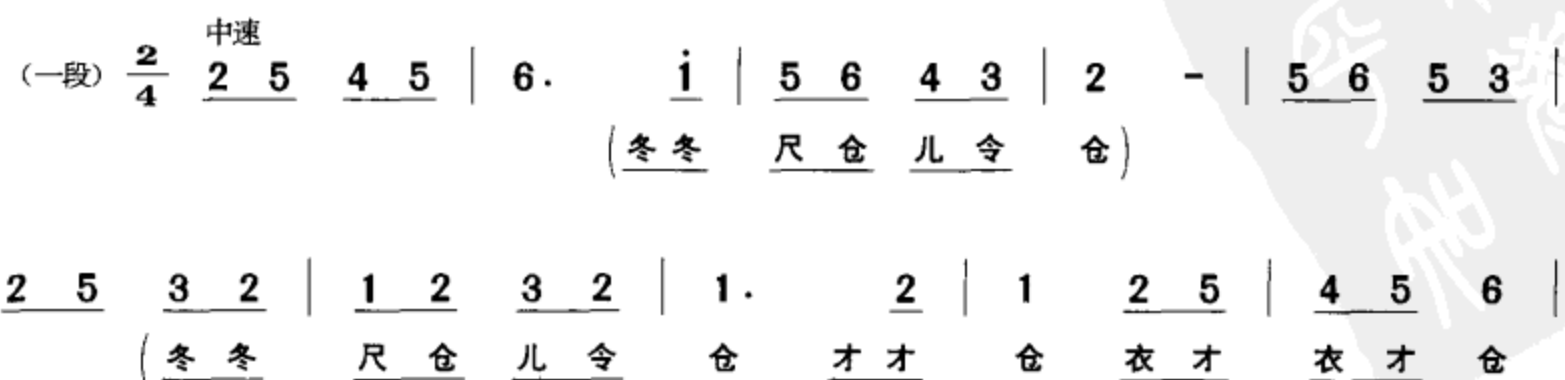 中速
（一段） 2/4 2 5 4 5 | 6. i̇ | 5 6 4 3 | 2 - | 5 6 5 3 |
（冬冬 尺仓 儿令 仓）
2 5 3 2 | 1 2 3 2 | 1. 2 | 1 2 5 | 4 5 6 |
（冬冬 尺仓 儿令 仓 才才 仓 衣才 衣才 仓